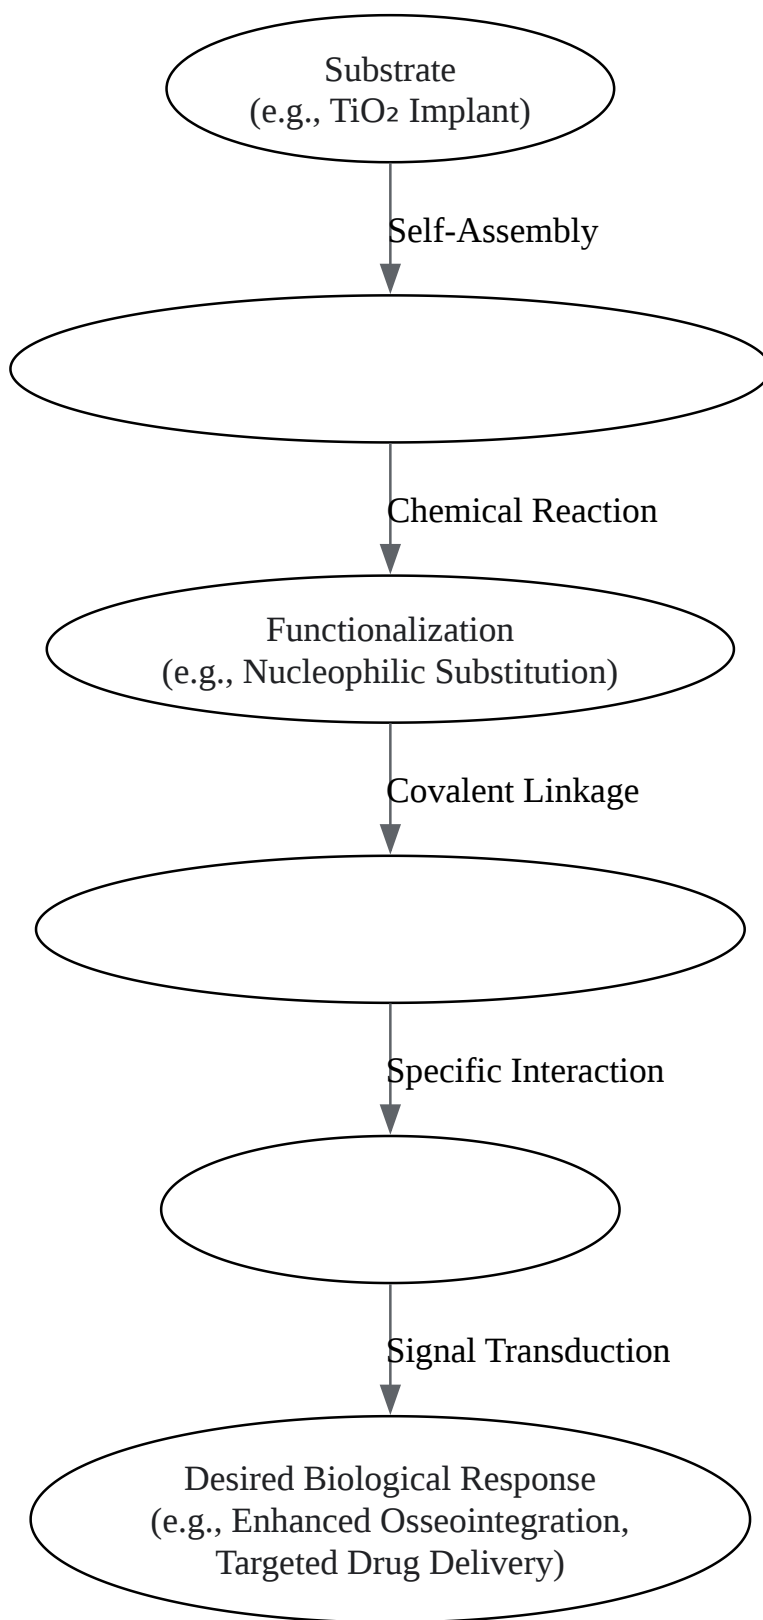 Substrate
(e.g., TiO₂ Implant)
Self-Assembly
Chemical Reaction
Functionalization
(e.g., Nucleophilic Substitution)
Covalent Linkage
Specific Interaction
Signal Transduction
Desired Biological Response
(e.g., Enhanced Osseointegration,
Targeted Drug Delivery)